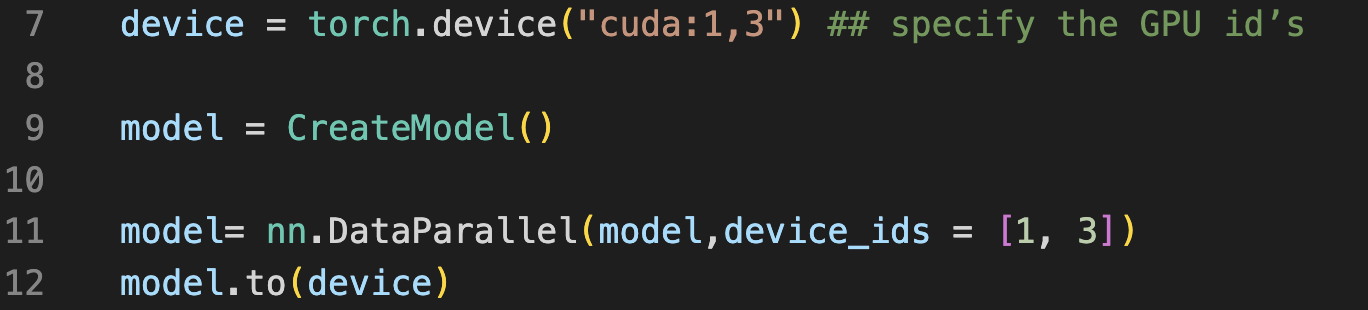 7 device = torch.device("cuda:1,3") ## specify the GPU id’s
8
9 model = CreateModel()
10
11 model= nn.DataParallel(model,device_ids = [1, 3])
12 model.to(device)